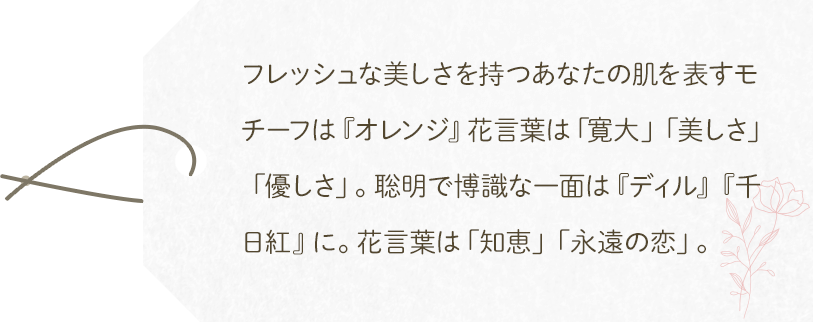 フレッシュな美しさを持つあなたの肌を表すモ
チーフは『オレンジ』花言葉は「寛大」「美しさ」
「優しさ」。聡明で博識な一面は『ディル』『千
日紅』に。花言葉は「知恵」「永遠の恋」。